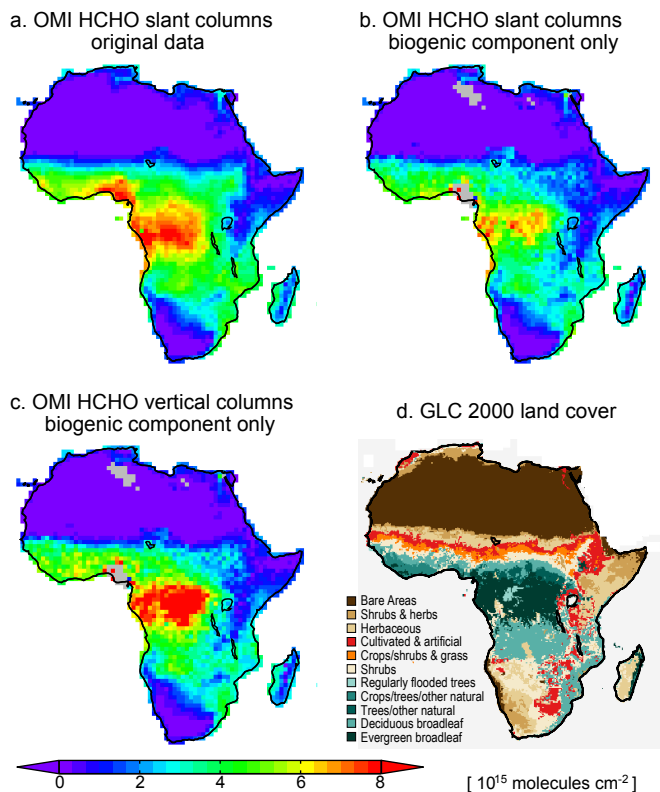 a. OMI HCHO slant columns
original data
b. OMI HCHO slant columns
biogenic component only
c. OMI HCHO vertical columns
biogenic component only
d. GLC 2000 land cover
Bare Areas
Shrubs & herbs
Herbaceous
Cultivated & artificial
Crops/shrubs & grass
Shrubs
Regularly flooded trees
Crops/trees/other natural
Trees/other natural
Deciduous broadleaf
Evergreen broadleaf
0 2 4 6 8
[ 10¹⁵ molecules cm⁻² ]